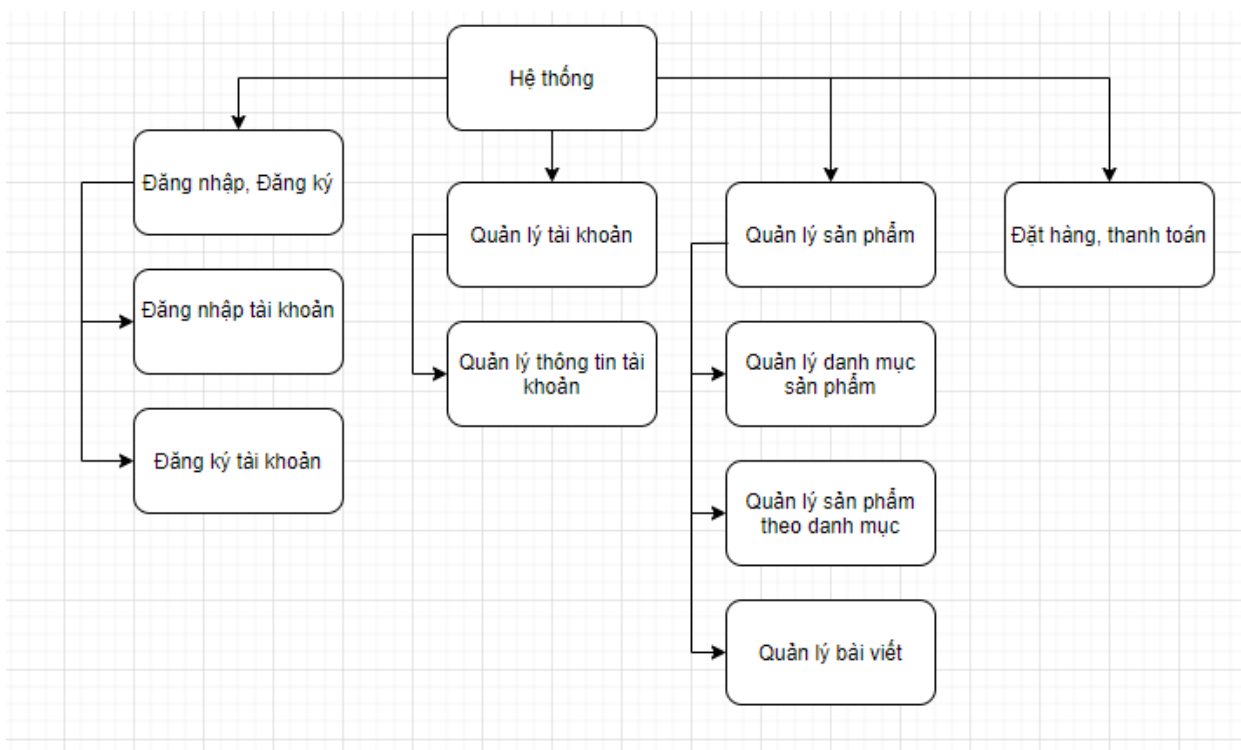 Hệ thống
Đăng nhập, Đăng ký
Quản lý tài khoản
Quản lý sản phẩm
Đặt hàng, thanh toán
Đăng nhập tài khoản
Quản lý thông tin tài
khoản
Quản lý danh mục
sản phẩm
Đăng ký tài khoản
Quản lý sản phẩm
theo danh mục
Quản lý bài viết